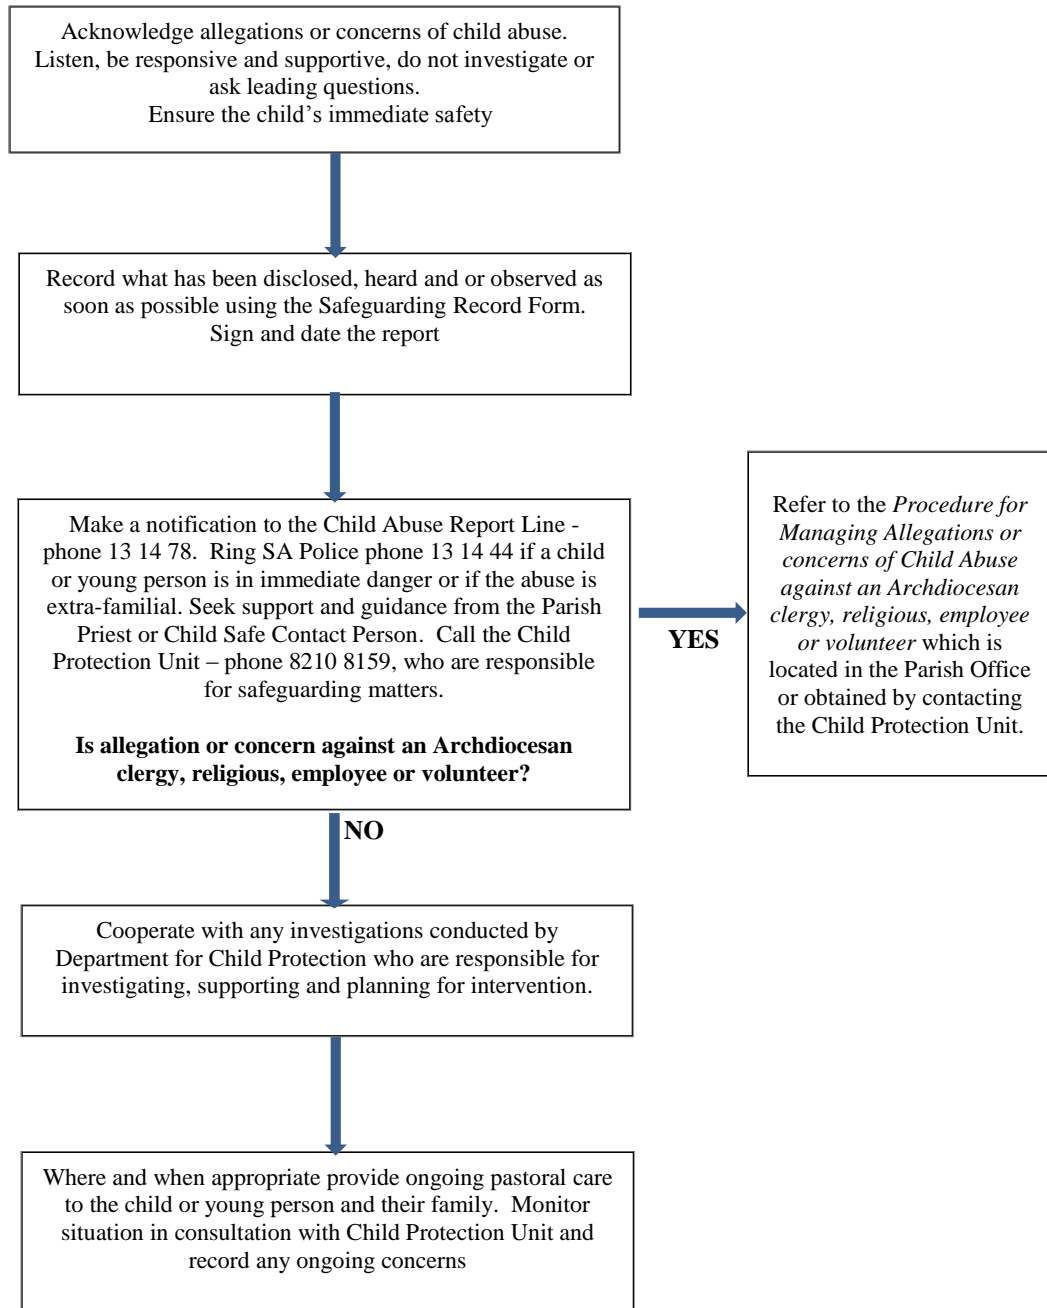 Acknowledge allegations or concerns of child abuse.
Listen, be responsive and supportive, do not investigate or
ask leading questions.
Ensure the child’s immediate safety
Record what has been disclosed, heard and or observed as
soon as possible using the Safeguarding Record Form.
Sign and date the report
Make a notification to the Child Abuse Report Line -
phone 13 14 78.  Ring SA Police phone 13 14 44 if a child
or young person is in immediate danger or if the abuse is
extra-familial. Seek support and guidance from the Parish
Priest or Child Safe Contact Person.  Call the Child
Protection Unit – phone 8210 8159, who are responsible
for safeguarding matters.
Is allegation or concern against an Archdiocesan
clergy, religious, employee or volunteer?
YES
Refer to the Procedure for
Managing Allegations or
concerns of Child Abuse
against an Archdiocesan
clergy, religious, employee
or volunteer which is
located in the Parish Office
or obtained by contacting
the Child Protection Unit.
NO
Cooperate with any investigations conducted by
Department for Child Protection who are responsible for
investigating, supporting and planning for intervention.
Where and when appropriate provide ongoing pastoral care
to the child or young person and their family.  Monitor
situation in consultation with Child Protection Unit and
record any ongoing concerns